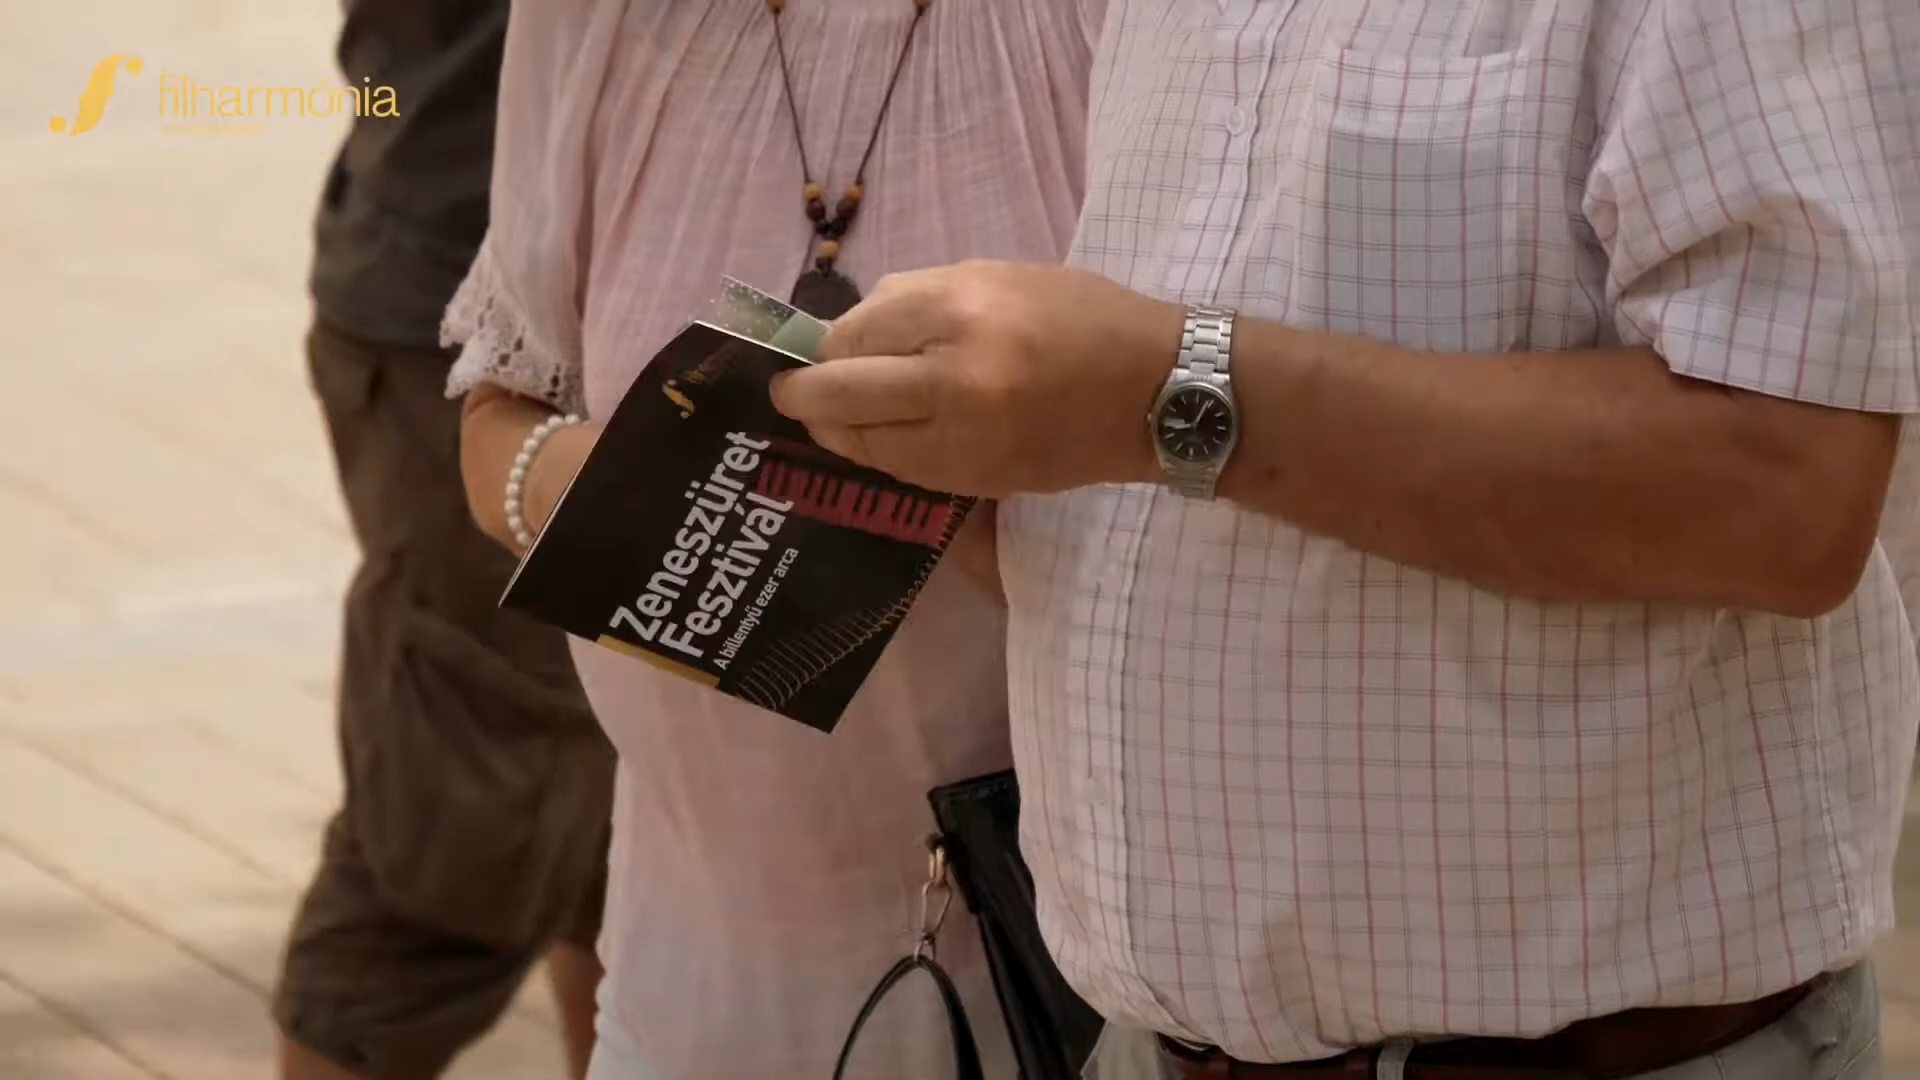 filharmónia
Zeneszüret
Fesztivál
A billentyű ezer arca